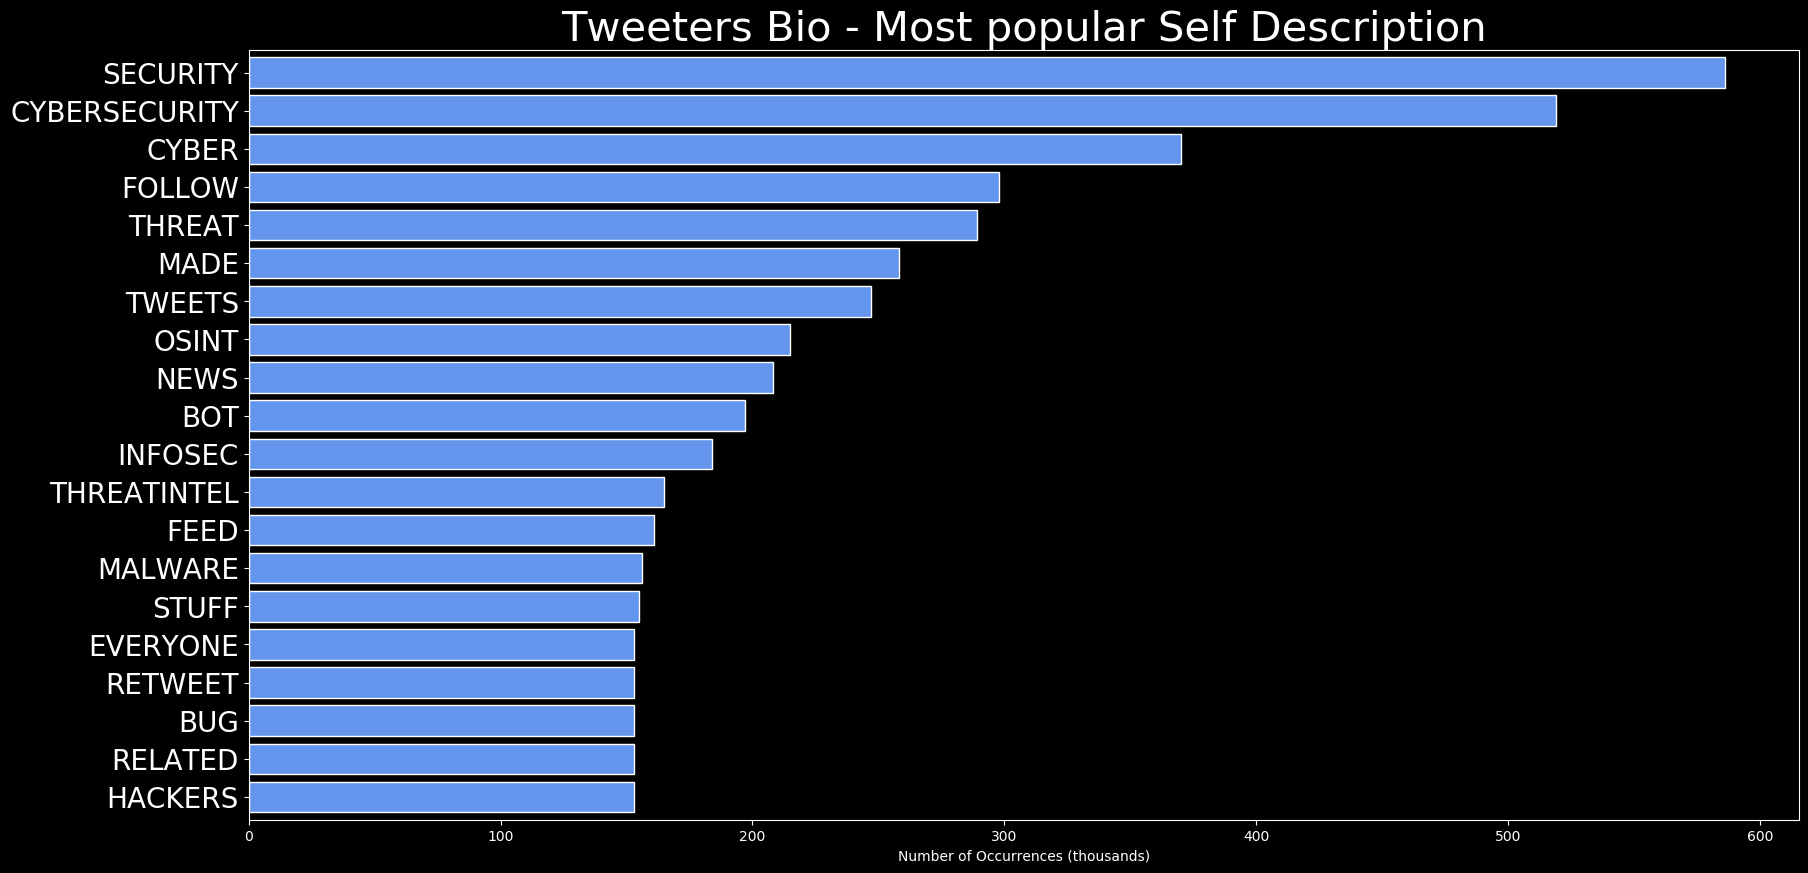 Tweeters Bio - Most popular Self Description
SECURITY
CYBERSECURITY
CYBER
FOLLOW
THREAT
MADE
TWEETS
OSINT
NEWS
BOT
INFOSEC
THREATINTEL
FEED
MALWARE
STUFF
EVERYONE
RETWEET
BUG
RELATED
HACKERS
0 100 200 300 400 500 600
Number of Occurrences (thousands)